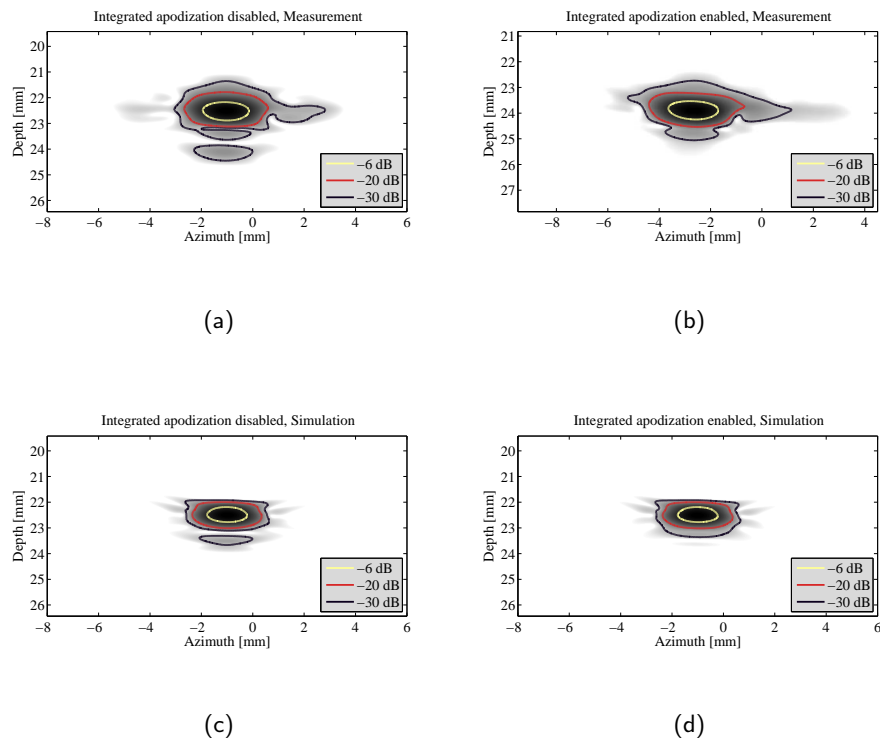 Integrated apodization disabled, Measurement
20
21
22
23
24
25
26
Depth [mm]
−6 dB
−20 dB
−30 dB
−8 −6 −4 −2 0 2 4 6
Azimuth [mm]
(a)
Integrated apodization enabled, Measurement
21
22
23
24
25
26
27
Depth [mm]
−6 dB
−20 dB
−30 dB
−8 −6 −4 −2 0 2 4
Azimuth [mm]
(b)
Integrated apodization disabled, Simulation
20
21
22
23
24
25
26
Depth [mm]
−6 dB
−20 dB
−30 dB
−8 −6 −4 −2 0 2 4 6
Azimuth [mm]
(c)
Integrated apodization enabled, Simulation
20
21
22
23
24
25
26
Depth [mm]
−6 dB
−20 dB
−30 dB
−8 −6 −4 −2 0 2 4 6
Azimuth [mm]
(d)